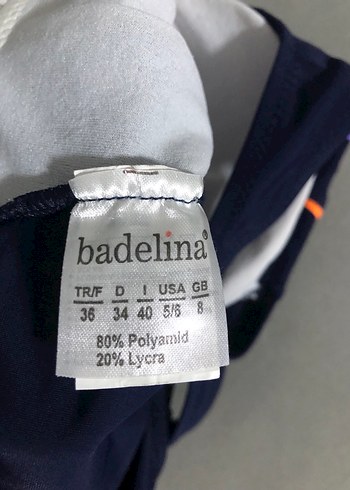 badelina®
TR/F D I USA GB
36 34 40 5/6 8
80% Polyamid
20% Lycra